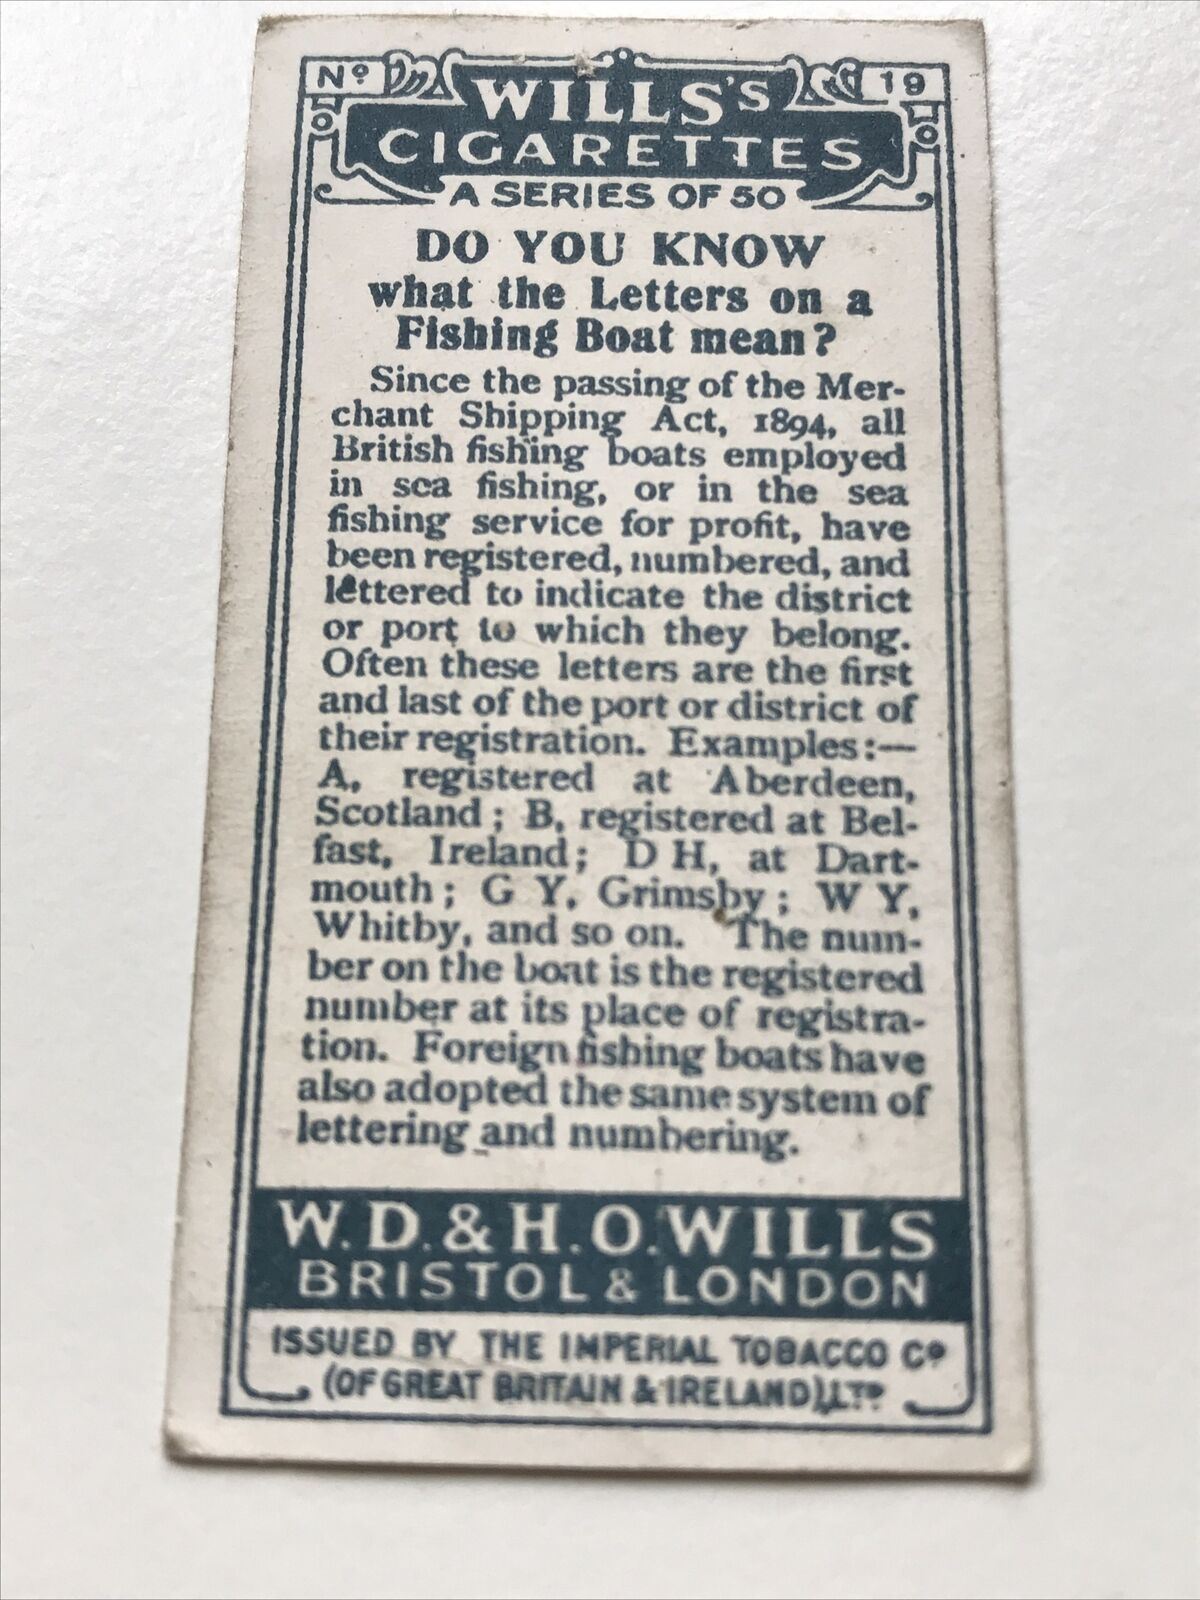 Nº 19
WILLS'S
CIGARETTES
A SERIES OF 50
DO YOU KNOW
what the Letters on a
Fishing Boat mean?
Since the passing of the Mer-
chant Shipping Act, 1894, all
British fishing boats employed
in sea fishing, or in the sea
fishing service for profit, have
been registered, numbered, and
lettered to indicate the district
or port to which they belong.
Often these letters are the first
and last of the port or district of
their registration. Examples:—
A, registered at Aberdeen,
Scotland; B, registered at Bel-
fast, Ireland; D H, at Dart-
mouth; G Y, Grimsby; W Y,
Whitby, and so on. The num-
ber on the boat is the registered
number at its place of registra-
tion. Foreign fishing boats have
also adopted the same system of
lettering and numbering.
W.D.&H.O.WILLS
BRISTOL & LONDON
ISSUED BY THE IMPERIAL TOBACCO Cº
(OF GREAT BRITAIN & IRELAND), LTD